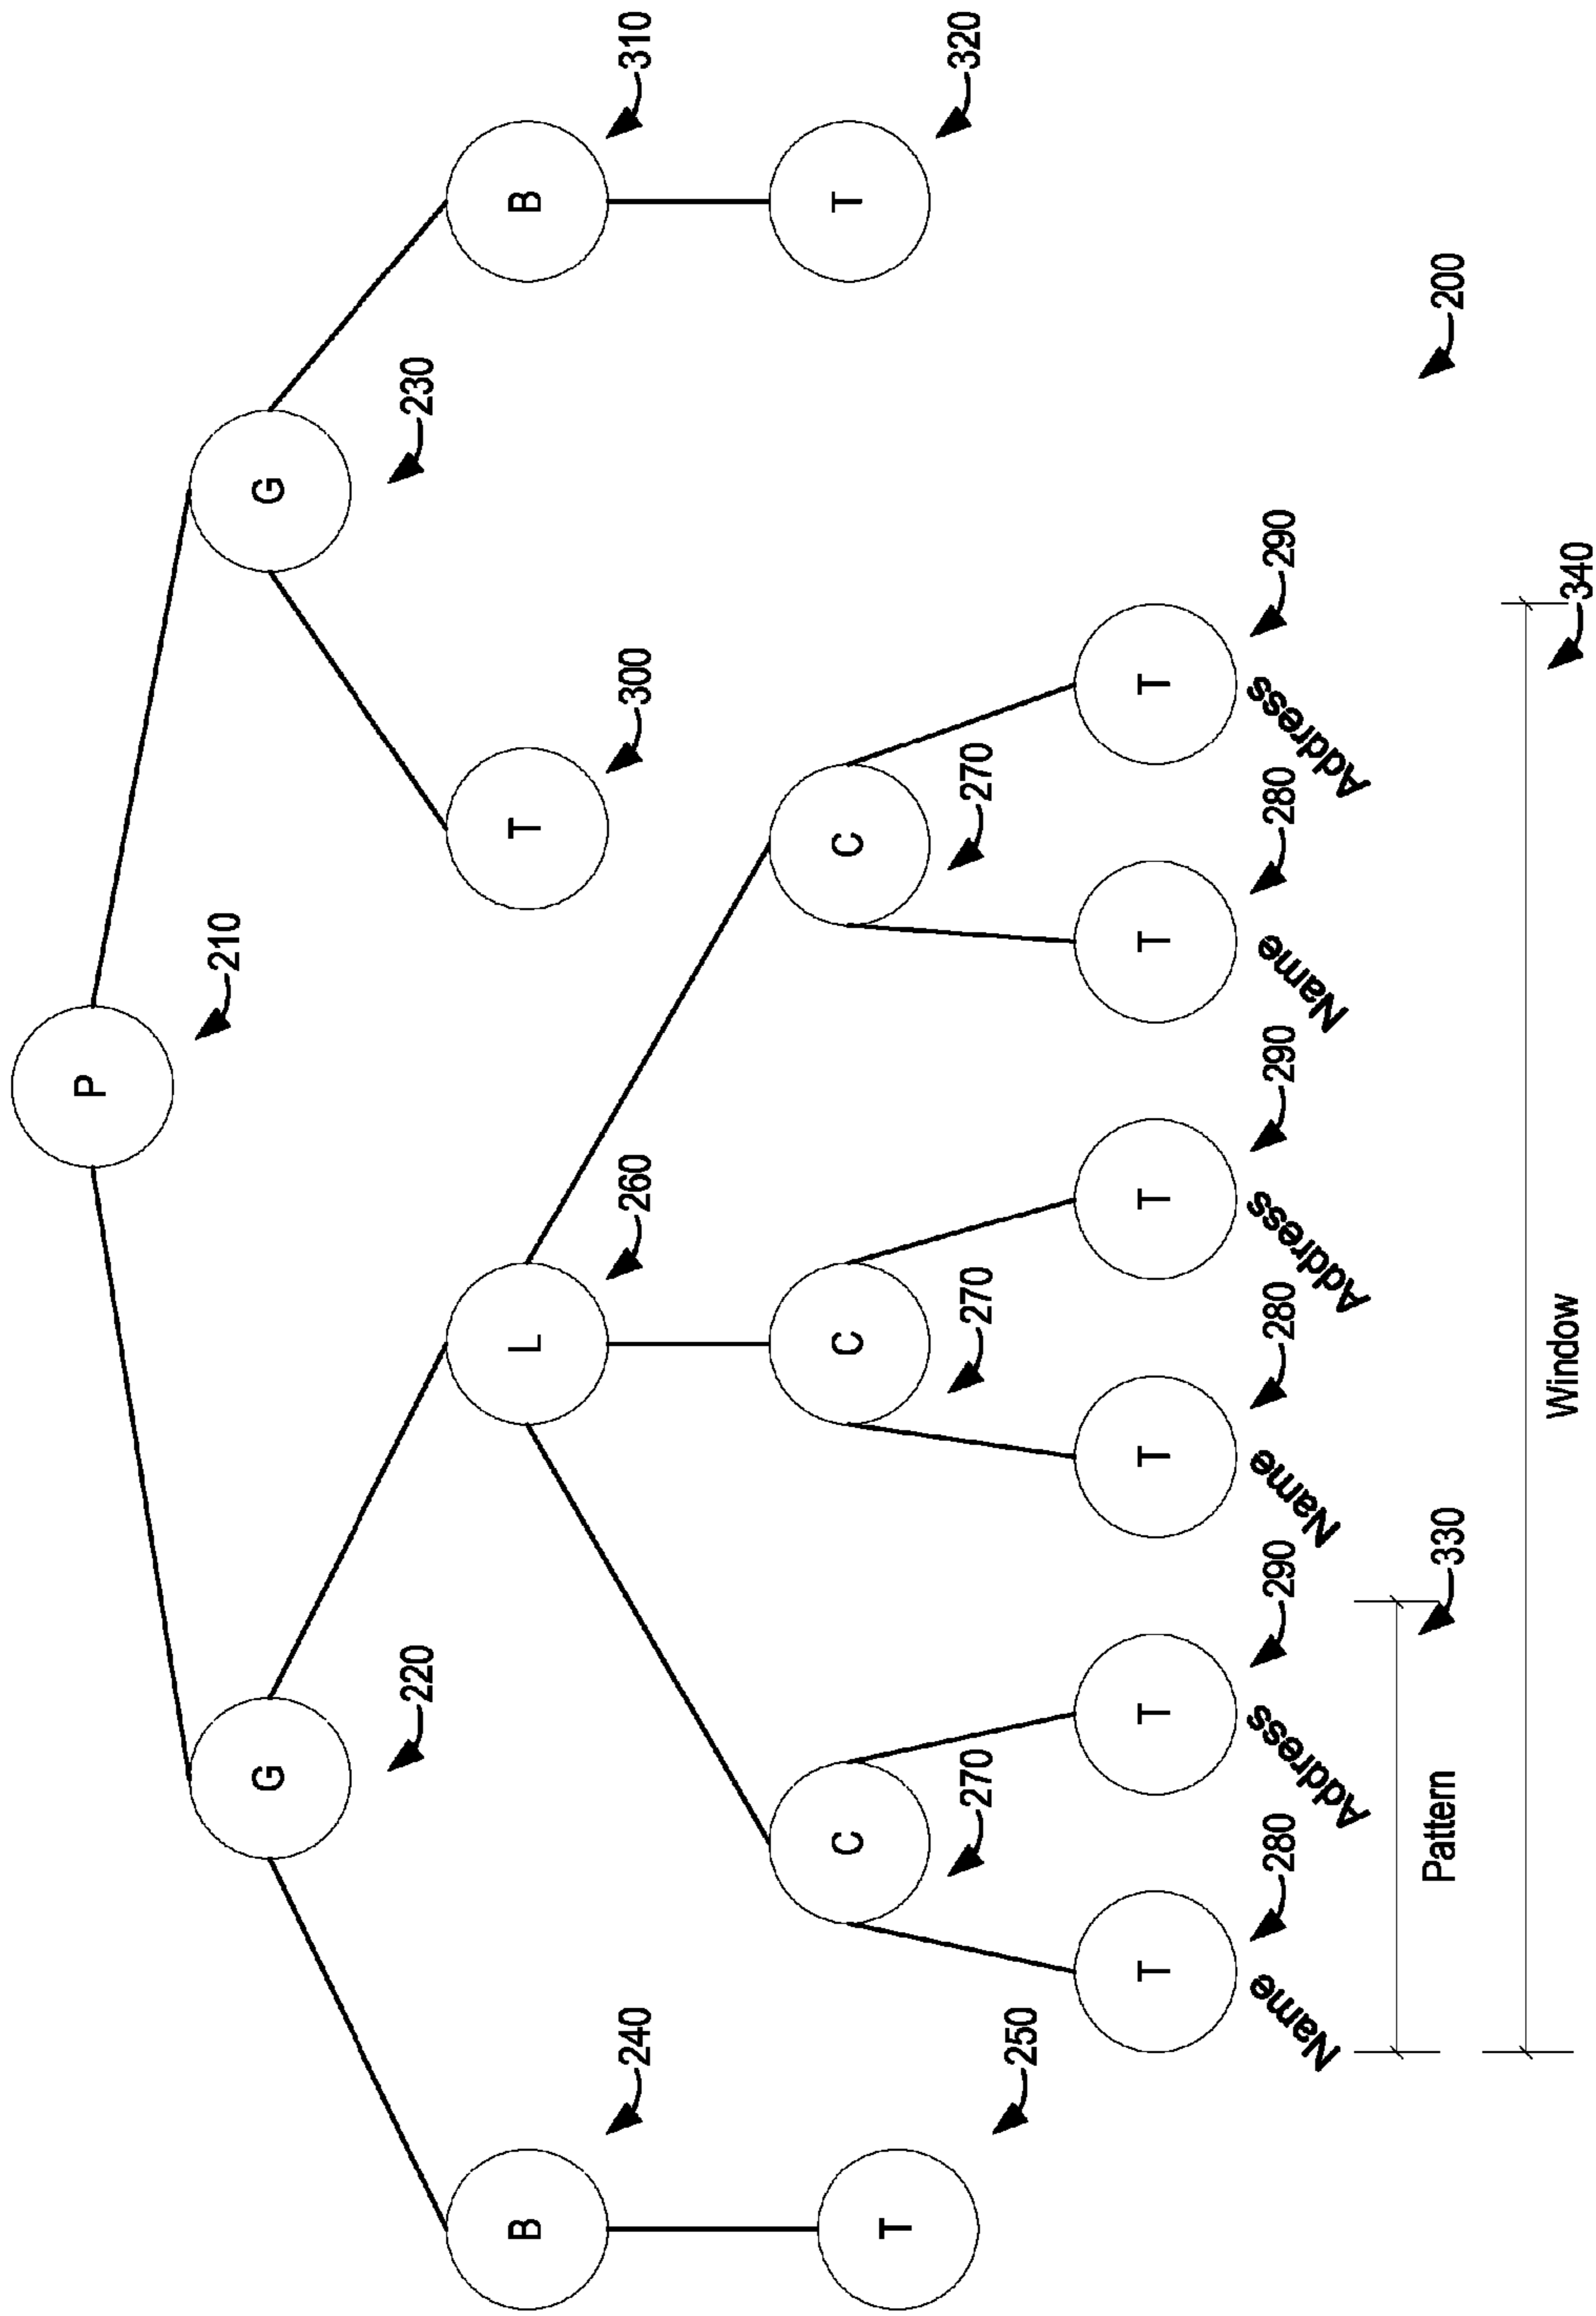 P
210
G
G
220
230
B
L
T
B
240
260
300
310
C
C
C
T
T
270
270
270
320
250
T
T
T
T
T
T
280
290
280
290
280
290
Name
Address
Name
Address
Name
Address
Pattern
330
200
Window
340